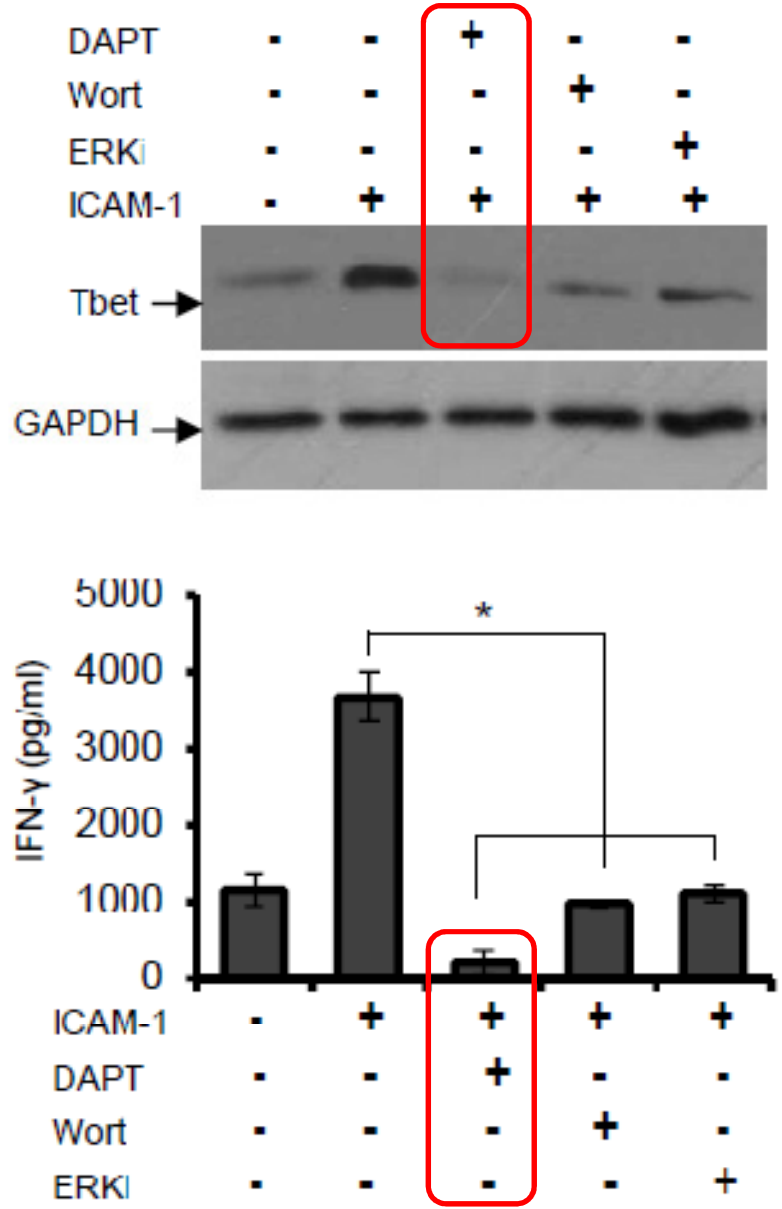 DAPT - - + - -
Wort - - - + -
ERKi - - - - +
ICAM-1 - + + + +
Tbet
GAPDH
5000
4000
3000
2000
1000
0
IFN-γ (pg/ml)
*
ICAM-1 - + + + +
DAPT - - + - -
Wort - - - + -
ERKI - - - - +